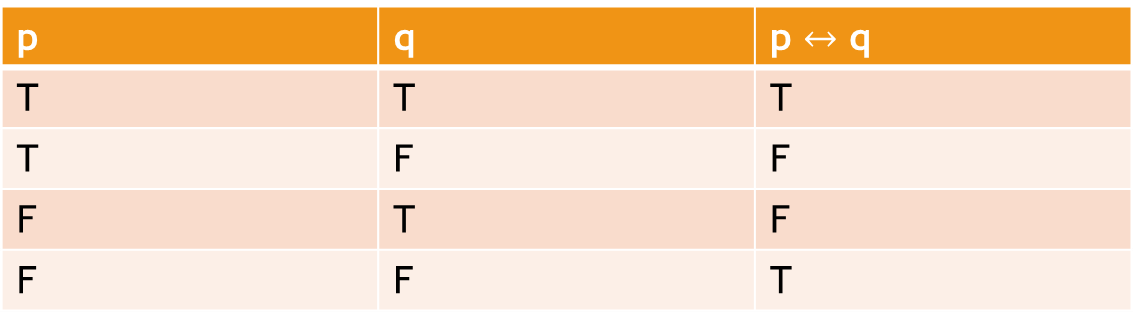 p q p ↔ q
T T T
T F F
F T F
F F T